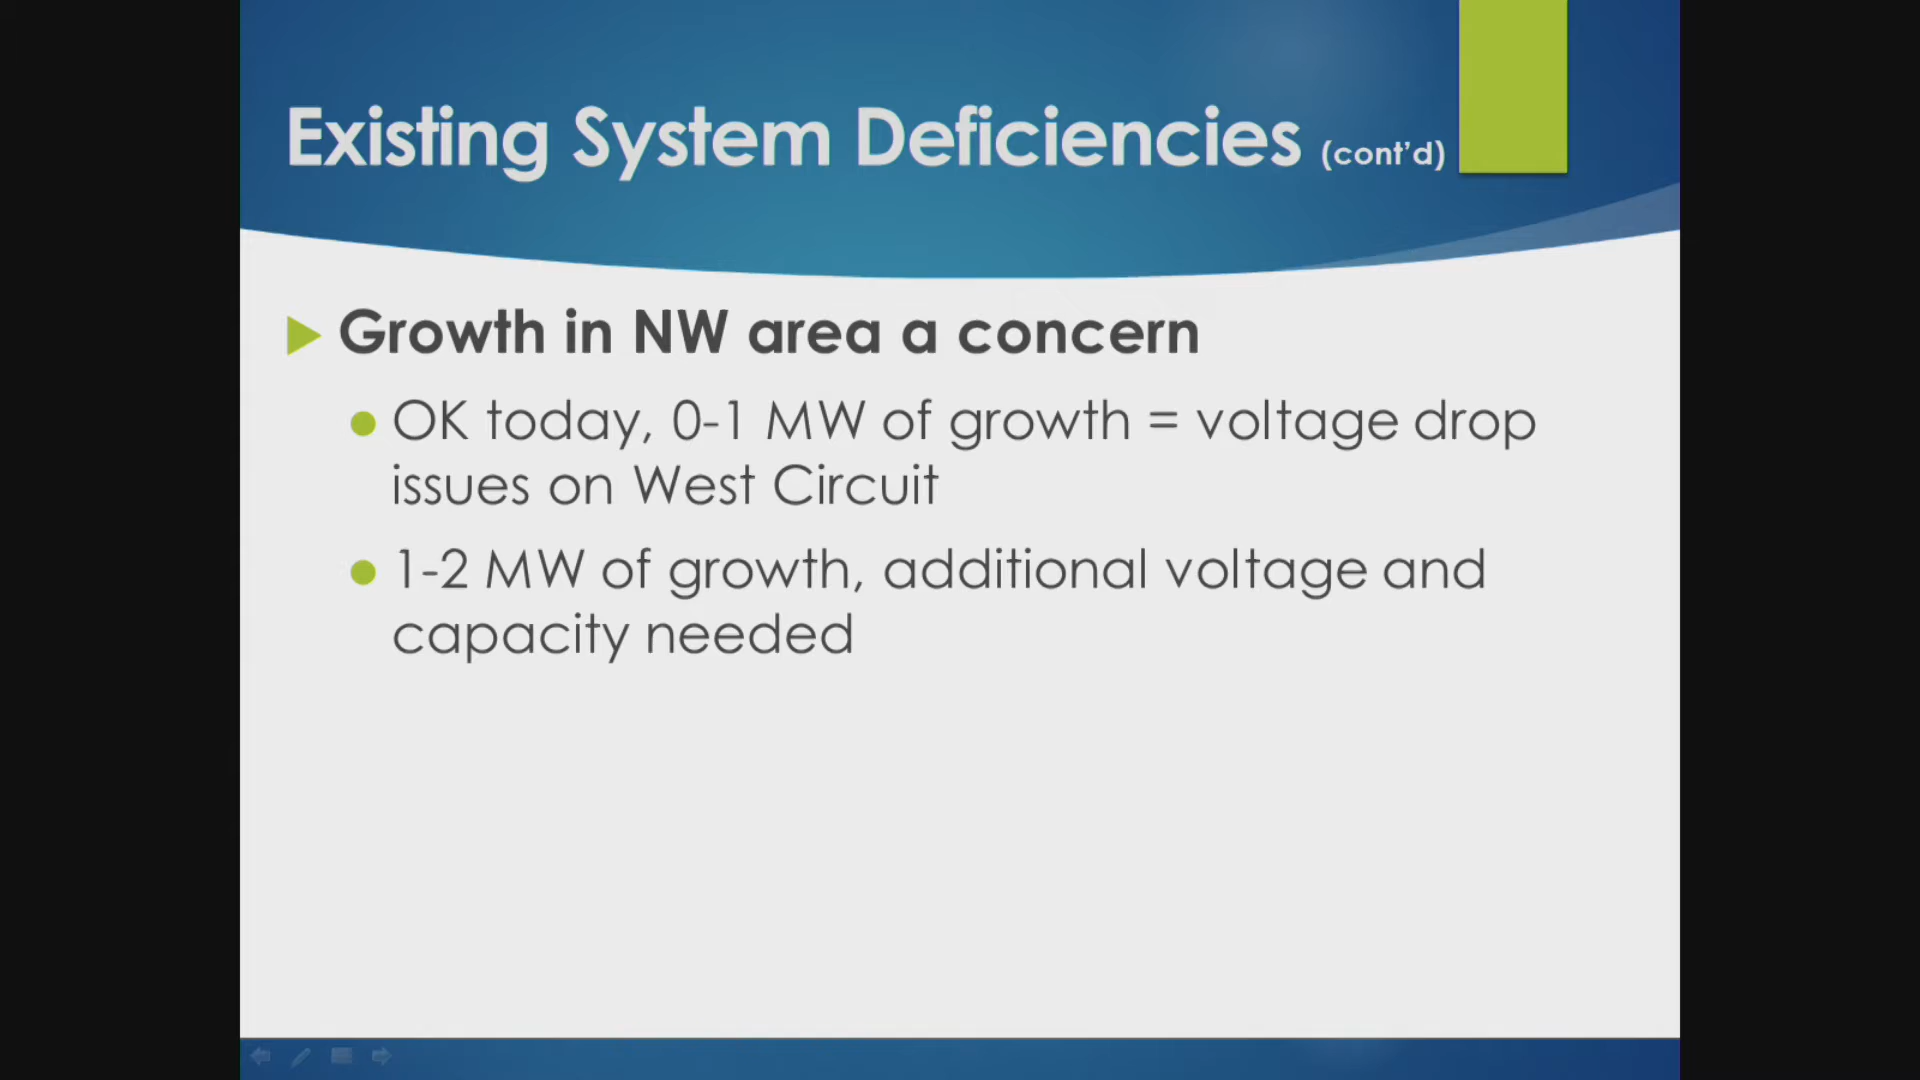 Existing System Deficiencies (cont’d)
Growth in NW area a concern
OK today, 0-1 MW of growth = voltage drop
issues on West Circuit
1-2 MW of growth, additional voltage and
capacity needed